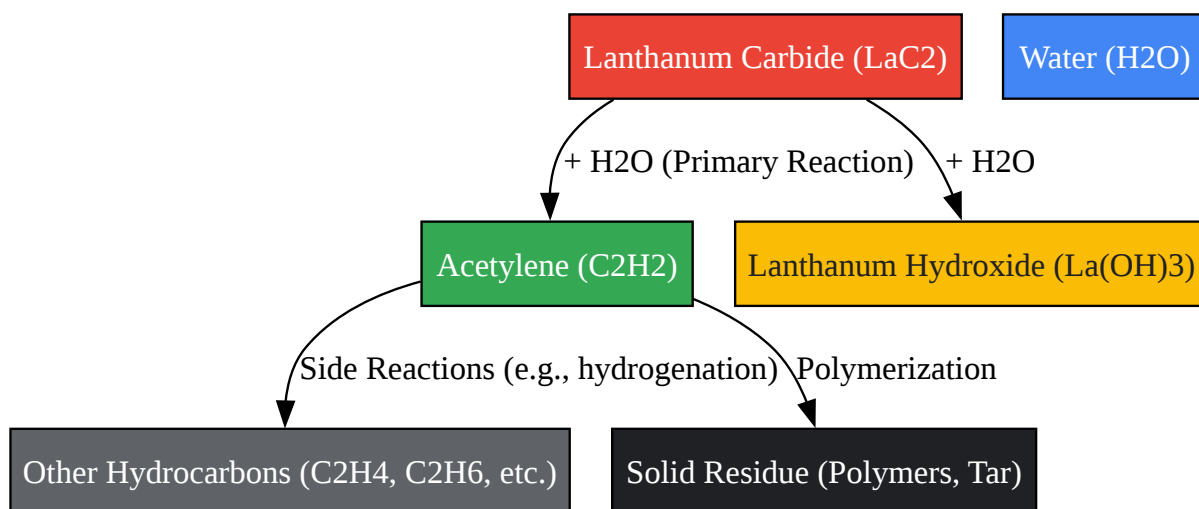 Lanthanum Carbide (LaC2)
Water (H2O)
+ H2O (Primary Reaction)
+ H2O
Acetylene (C2H2)
Lanthanum Hydroxide (La(OH)3)
Side Reactions (e.g., hydrogenation)
Polymerization
Other Hydrocarbons (C2H4, C2H6, etc.)
Solid Residue (Polymers, Tar)